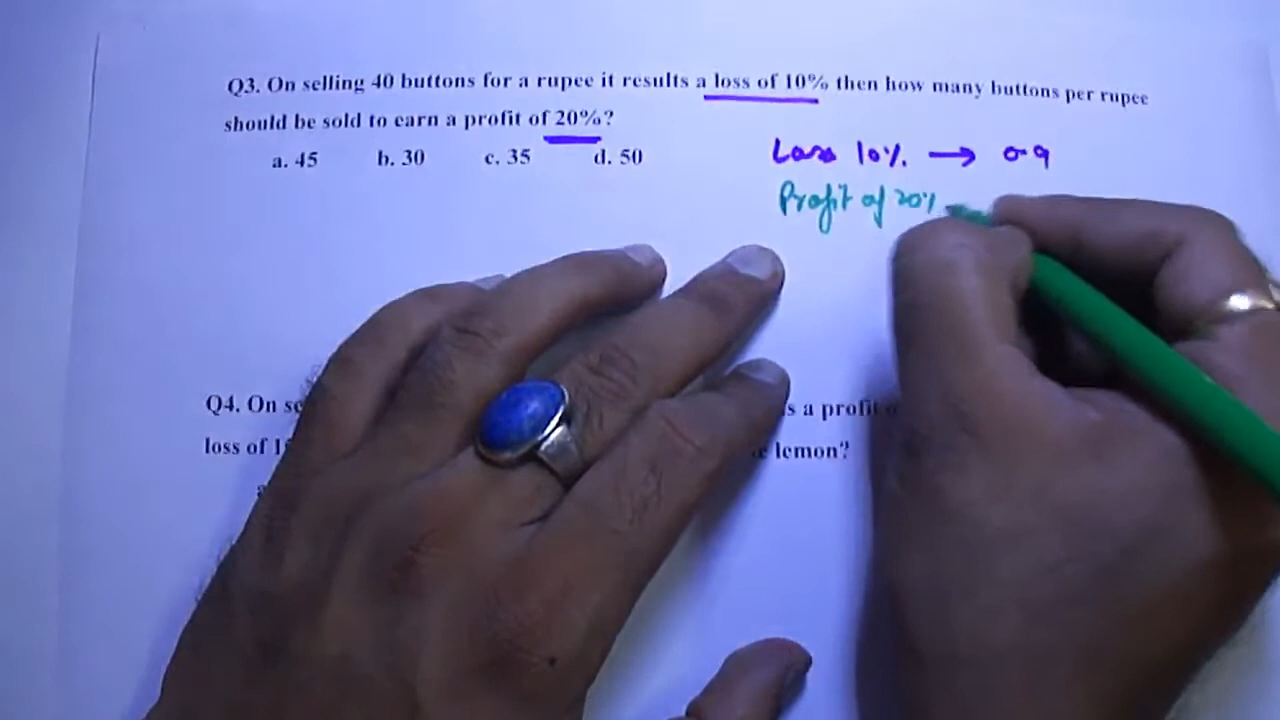 Q3. On selling 40 buttons for a rupee it results a loss of 10% then how many buttons per rupee
should be sold to earn a profit of 20%?
a. 45 b. 30 c. 35 d. 50
Loss 10% → 0.9
Profit of 20%
Q4. On s a profit
loss of lemon?